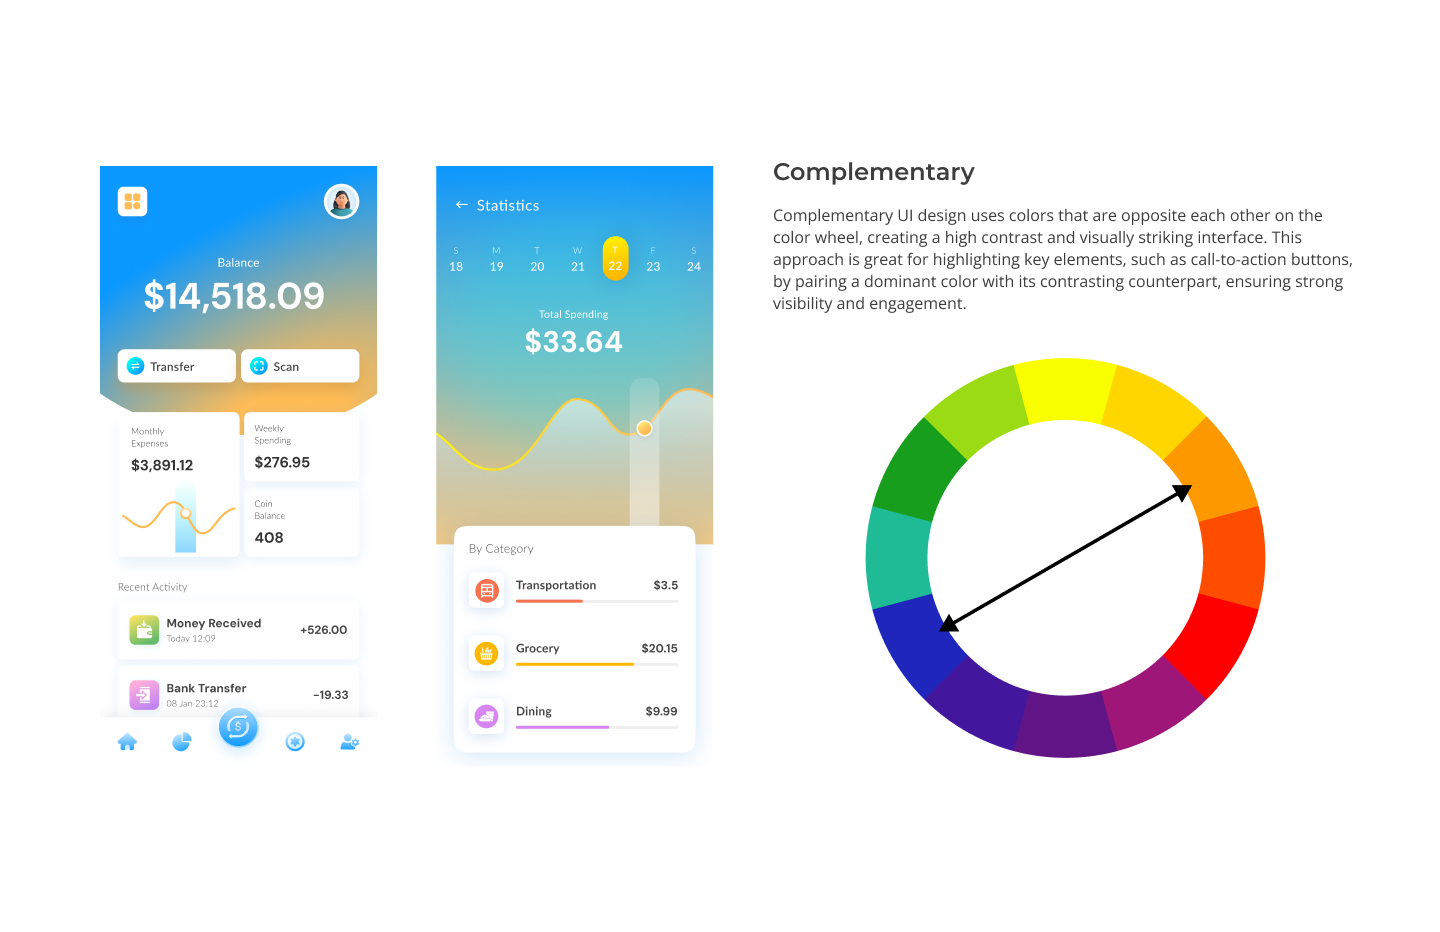 Balance
$14,518.09
Transfer
Scan
Monthly
Expenses
$3,891.12
Weekly
Spending
$276.95
Coin
Balance
408
Recent Activity
Money Received
Today 12:09
+526.00
Bank Transfer
08 Jan 23:12
-19.33
$
← Statistics
S M T W T F S
18 19 20 21 22 23 24
Total Spending
$33.64
By Category
Transportation $3.5
Grocery $20.15
Dining $9.99
Complementary
Complementary UI design uses colors that are opposite each other on the
color wheel, creating a high contrast and visually striking interface. This
approach is great for highlighting key elements, such as call-to-action buttons,
by pairing a dominant color with its contrasting counterpart, ensuring strong
visibility and engagement.